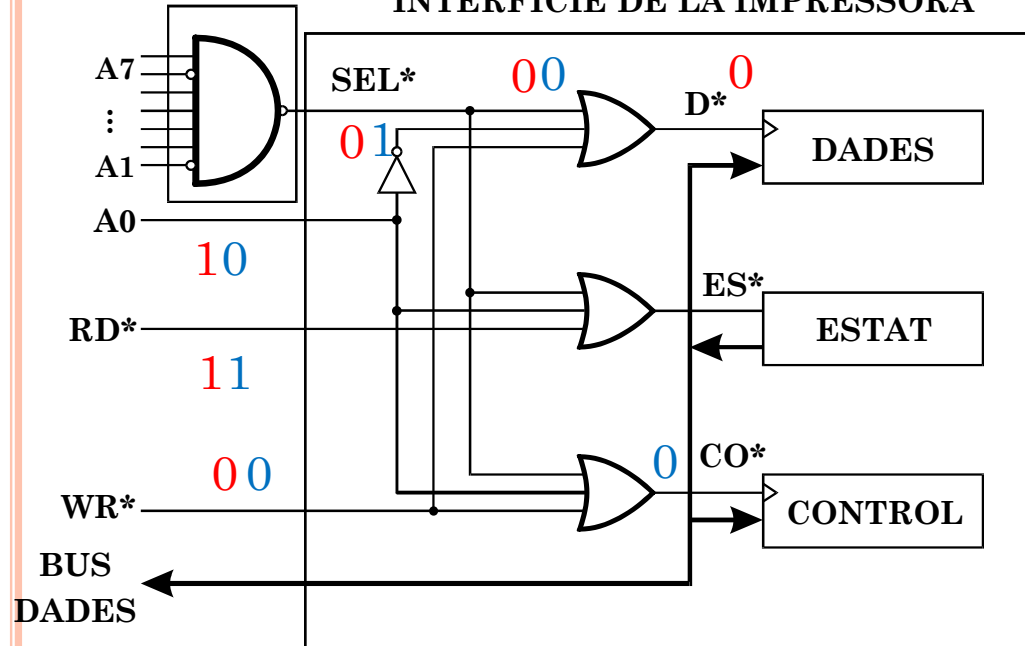 INTERFICIE DE LA IMPRESSORA
SEL*
00
0
A7
D*
01
DADES
...
A1
A0
10
ES*
RD*
ESTAT
11
00
0
CO*
WR*
CONTROL
BUS
DADES